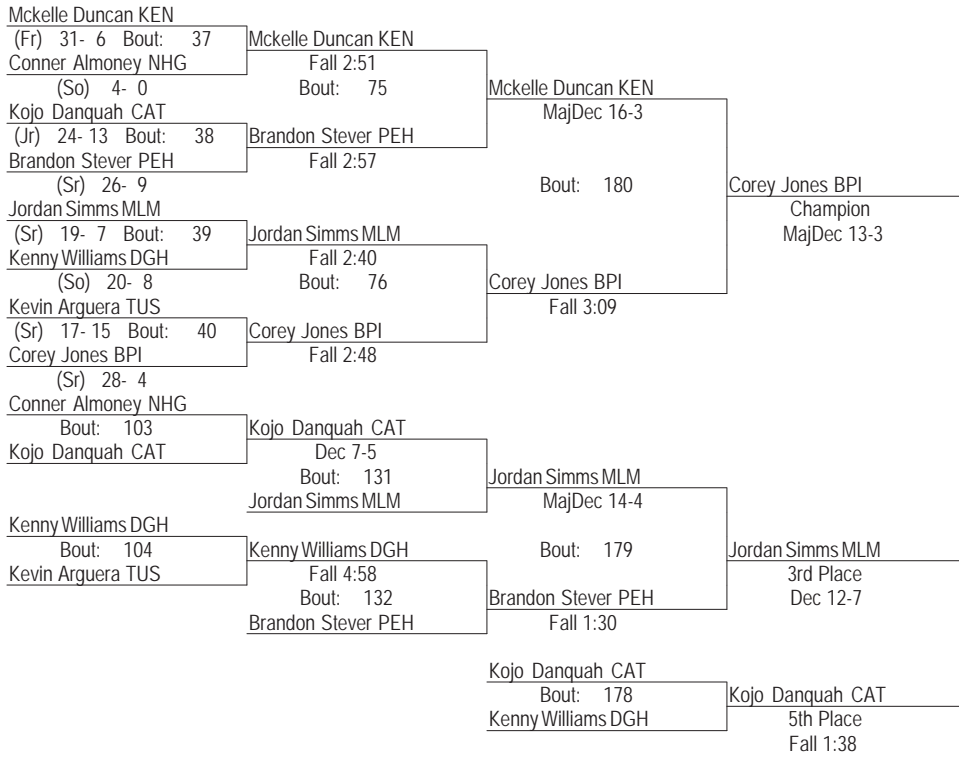 Mckelle Duncan KEN
(Fr) 31- 6 Bout: 37
Mckelle Duncan KEN
Conner Almoney NHG
Fall 2:51
(So) 4- 0
Bout: 75
Mckelle Duncan KEN
Kojo Danquah CAT
MajDec 16-3
(Jr) 24- 13 Bout: 38
Brandon Stever PEH
Brandon Stever PEH
Fall 2:57
(Sr) 26- 9
Bout: 180
Corey Jones BPI
Jordan Simms MLM
Champion
(Sr) 19- 7 Bout: 39
Jordan Simms MLM
MajDec 13-3
Kenny Williams DGH
Fall 2:40
(So) 20- 8
Bout: 76
Corey Jones BPI
Kevin Arguera TUS
Fall 3:09
(Sr) 17- 15 Bout: 40
Corey Jones BPI
Corey Jones BPI
Fall 2:48
(Sr) 28- 4
Conner Almoney NHG
Bout: 103
Kojo Danquah CAT
Kojo Danquah CAT
Dec 7-5
Bout: 131
Jordan Simms MLM
Jordan Simms MLM
MajDec 14-4
Kenny Williams DGH
Bout: 104
Kenny Williams DGH
Bout: 179
Jordan Simms MLM
Kevin Arguera TUS
Fall 4:58
3rd Place
Bout: 132
Brandon Stever PEH
Dec 12-7
Brandon Stever PEH
Fall 1:30
Kojo Danquah CAT
Bout: 178
Kojo Danquah CAT
Kenny Williams DGH
5th Place
Fall 1:38